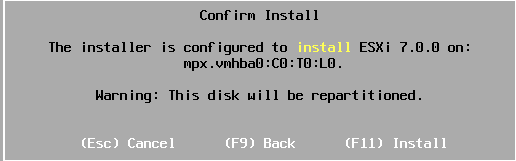 Confirm Install
The installer is configured to install ESXi 7.0.0 on:
mpx.vmhba0:C0:T0:L0.
Warning: This disk will be repartitioned.
(Esc) Cancel (F9) Back (F11) Install